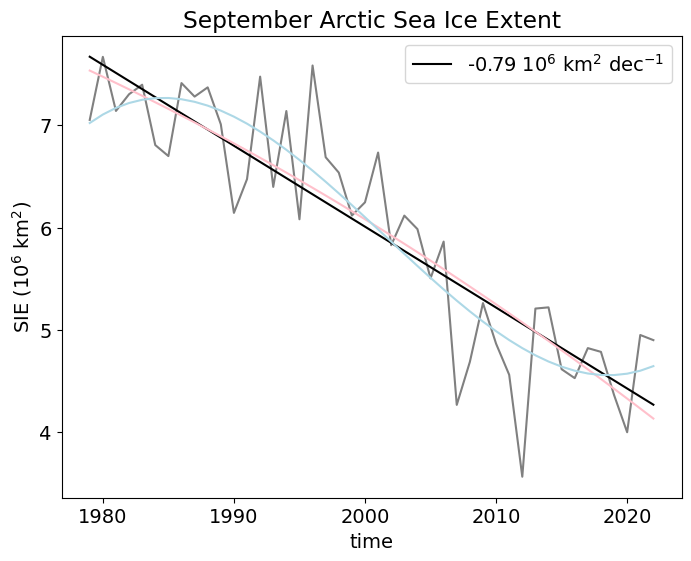 September Arctic Sea Ice Extent
-0.79 10⁶ km² dec⁻¹
SIE (10⁶ km²)
7
6
5
4
1980 1990 2000 2010 2020
time